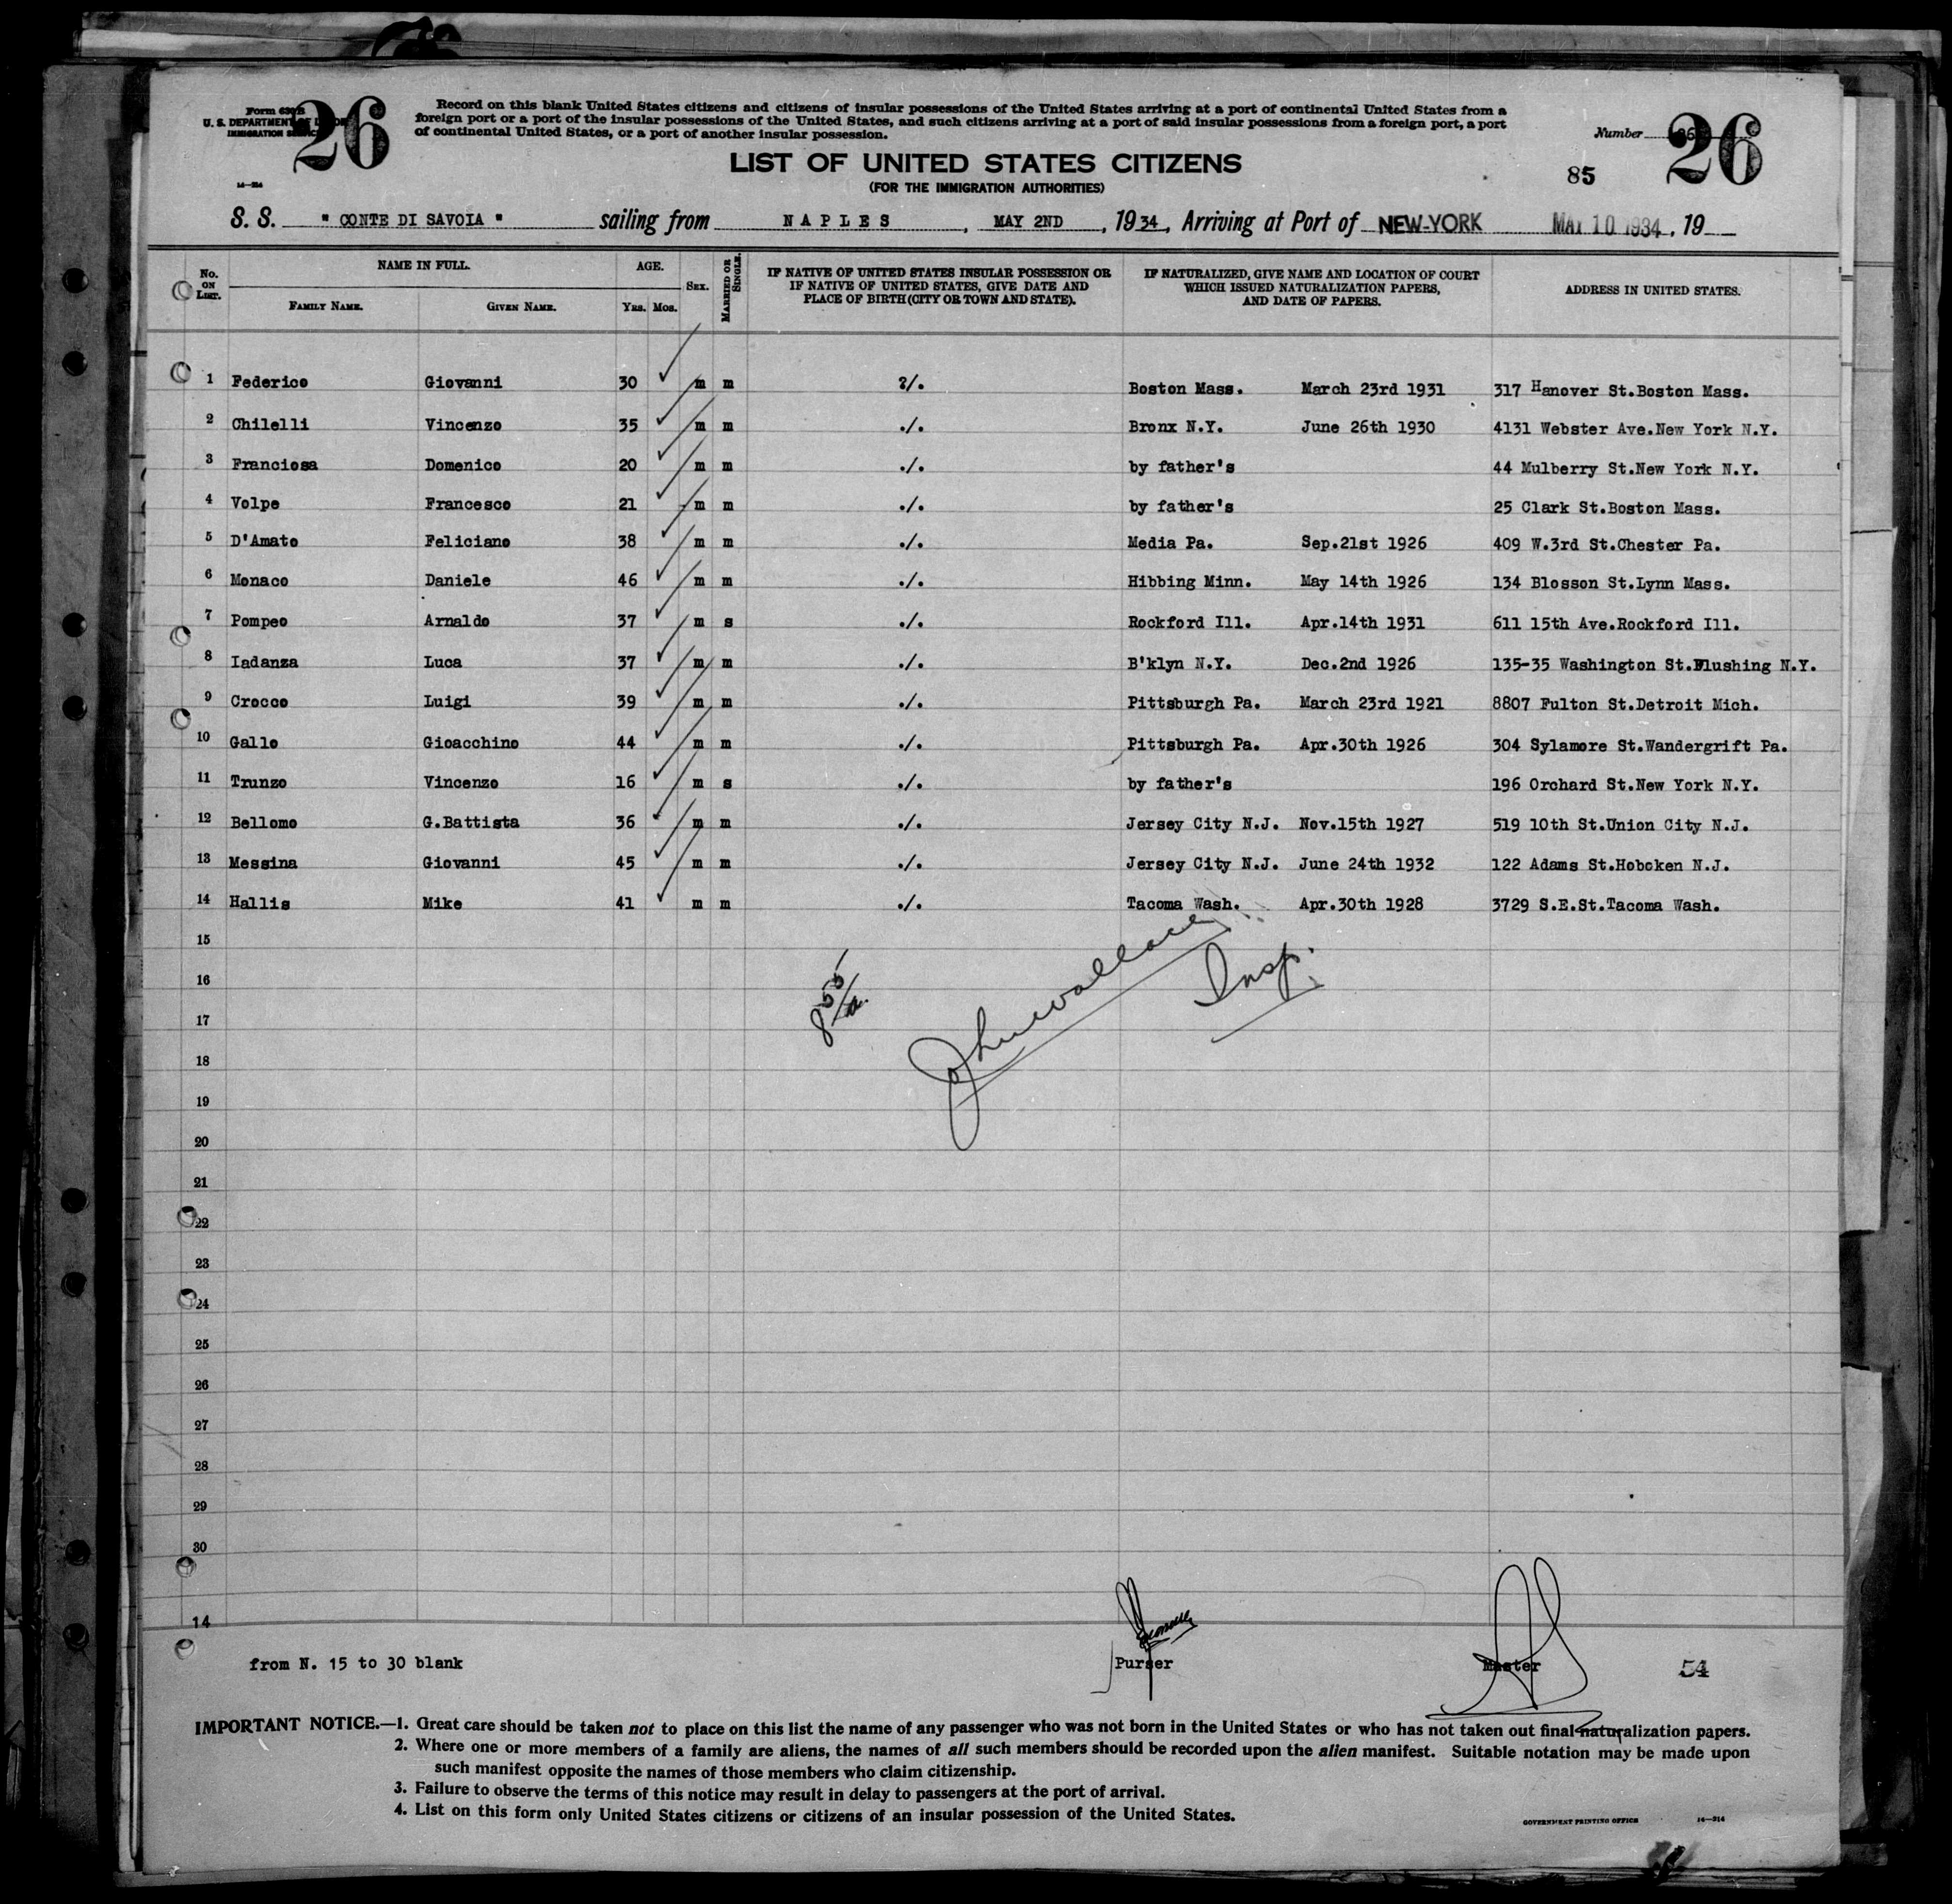 Form 630 B
U. S. DEPARTMENT OF LABOR
IMMIGRATION SERVICE
26
14—214
Record on this blank United States citizens and citizens of insular possessions of the United States arriving at a port of continental United States from a
foreign port or a port of the insular possessions of the United States, and such citizens arriving at a port of said insular possessions from a foreign port, a port
of continental United States, or a port of another insular possession.
Number 26
26
LIST OF UNITED STATES CITIZENS
(FOR THE IMMIGRATION AUTHORITIES)
85
S. S. " CONTE DI SAVOIA " sailing from NAPLES, MAY 2ND, 1934, Arriving at Port of NEW-YORK MAY 10 1934, 19
No. ON LIST. NAME IN FULL. AGE. SEX. MARRIED OR SINGLE. IF NATIVE OF UNITED STATES INSULAR POSSESSION OR IF NATIVE OF UNITED STATES, GIVE DATE AND PLACE OF BIRTH (CITY OR TOWN AND STATE). IF NATURALIZED, GIVE NAME AND LOCATION OF COURT WHICH ISSUED NATURALIZATION PAPERS, AND DATE OF PAPERS. ADDRESS IN UNITED STATES.
FAMILY NAME. GIVEN NAME. YRS. MOS.
1 Federico Giovanni 30 m m ?/. Boston Mass. March 23rd 1931 317 Hanover St.Boston Mass.
2 Chilelli Vincenzo 35 m m ./. Bronx N.Y. June 26th 1930 4131 Webster Ave.New York N.Y.
3 Franciosa Domenico 20 m m ./. by father's 44 Mulberry St.New York N.Y.
4 Volpe Francesco 21 m m ./. by father's 25 Clark St.Boston Mass.
5 D'Amato Feliciano 38 m m ./. Media Pa. Sep.21st 1926 409 W.3rd St.Chester Pa.
6 Monaco Daniele 46 m m ./. Hibbing Minn. May 14th 1926 134 Blosson St.Lynn Mass.
7 Pompeo Arnaldo 37 m s ./. Rockford Ill. Apr.14th 1931 611 15th Ave.Rockford Ill.
8 Iadanza Luca 37 m m ./. B'klyn N.Y. Dec.2nd 1926 135-35 Washington St.Flushing N.Y.
9 Crocco Luigi 39 m m ./. Pittsburgh Pa. March 23rd 1921 8807 Fulton St.Detroit Mich.
10 Gallo Gioacchino 44 m m ./. Pittsburgh Pa. Apr.30th 1926 304 Sylamore St.Wandergrift Pa.
11 Trunzo Vincenzo 16 m s ./. by father's 196 Orchard St.New York N.Y.
12 Bellomo G.Battista 36 m m ./. Jersey City N.J. Nov.15th 1927 519 10th St.Union City N.J.
13 Messina Giovanni 45 m m ./. Jersey City N.J. June 24th 1932 122 Adams St.Hoboken N.J.
14 Hallis Mike 41 m m ./. Tacoma Wash. Apr.30th 1928 3729 S.E.St.Tacoma Wash.
15
16
John Wallace Insp.
17
18
19
20
21
22
23
24
25
26
27
28
29
30
14
from N. 15 to 30 blank
Purser
Master
54
IMPORTANT NOTICE.—1. Great care should be taken not to place on this list the name of any passenger who was not born in the United States or who has not taken out final naturalization papers.
2. Where one or more members of a family are aliens, the names of all such members should be recorded upon the alien manifest. Suitable notation may be made upon
such manifest opposite the names of those members who claim citizenship.
3. Failure to observe the terms of this notice may result in delay to passengers at the port of arrival.
4. List on this form only United States citizens or citizens of an insular possession of the United States.
GOVERNMENT PRINTING OFFICE 14—214